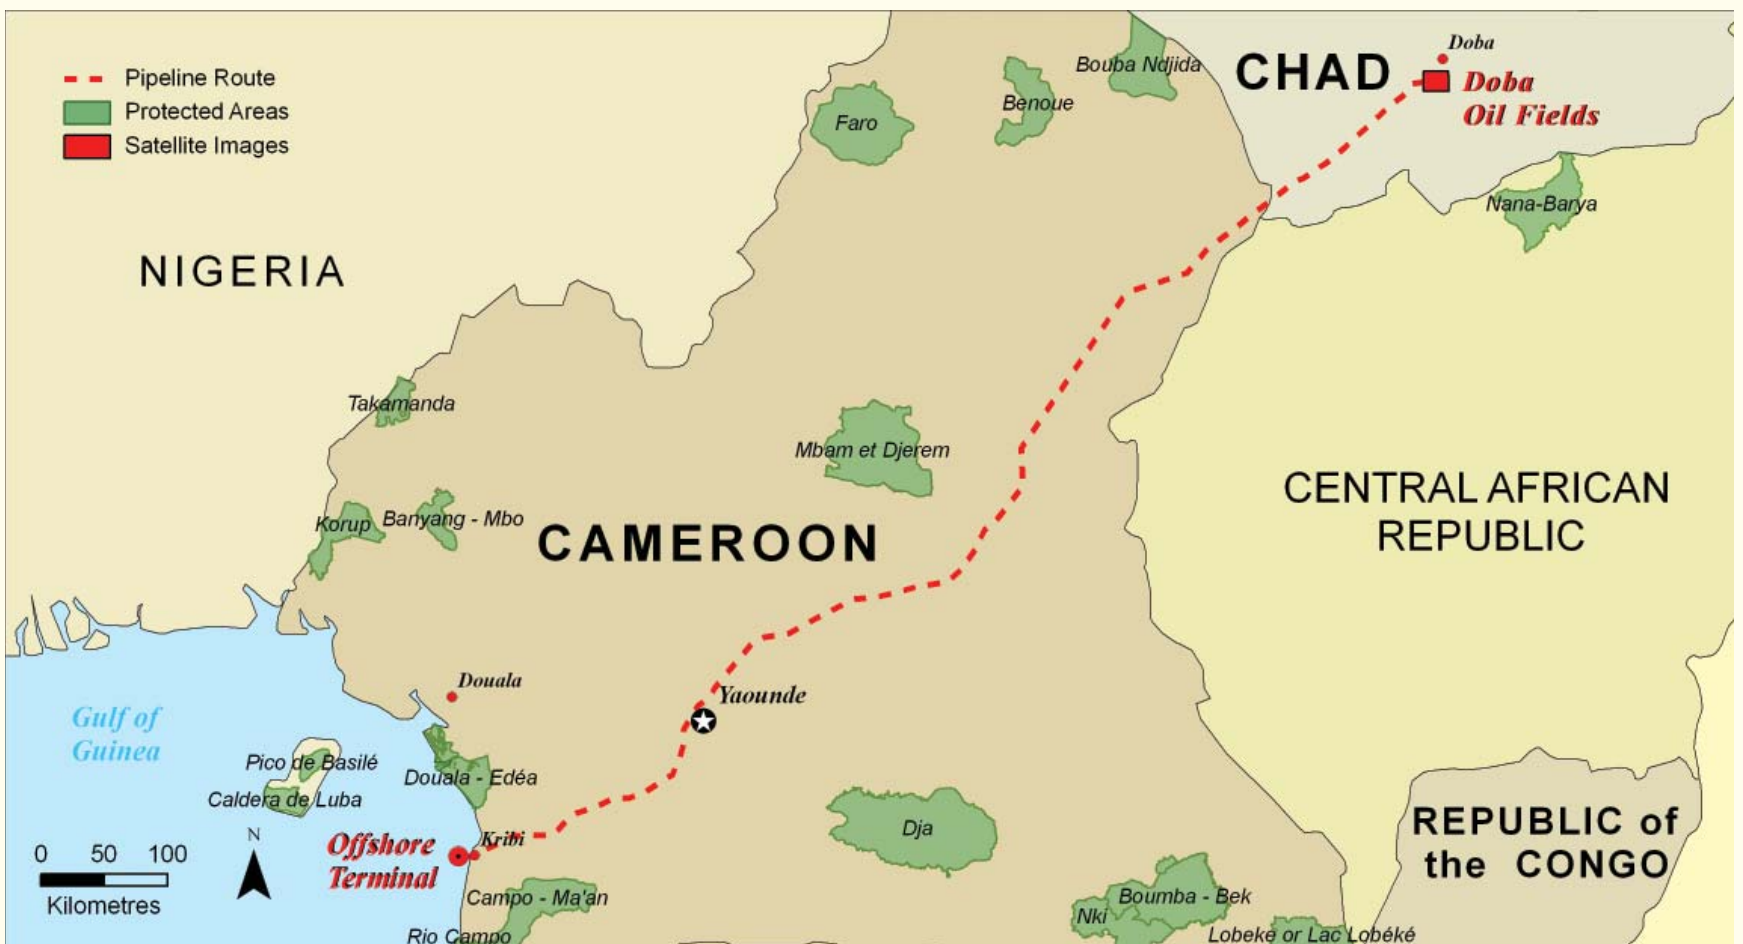 Pipeline Route
Protected Areas
Satellite Images
Faro
Benoue
Bouba Ndjida
CHAD
Doba
Doba
Oil Fields
Nana-Barya
NIGERIA
Takamanda
Mbam et Djerem
Korup
Banyang - Mbo
CAMEROON
CENTRAL AFRICAN
REPUBLIC
Douala
Yaounde
Gulf of
Guinea
Pico de Basilé
Caldera de Luba
Douala - Edéa
Dja
Kribi
Offshore
Terminal
N
0 50 100
Kilometres
REPUBLIC of
the CONGO
Campo - Ma'an
Rio Campo
Boumba - Bek
Nki
Lobeke or Lac Lobéké